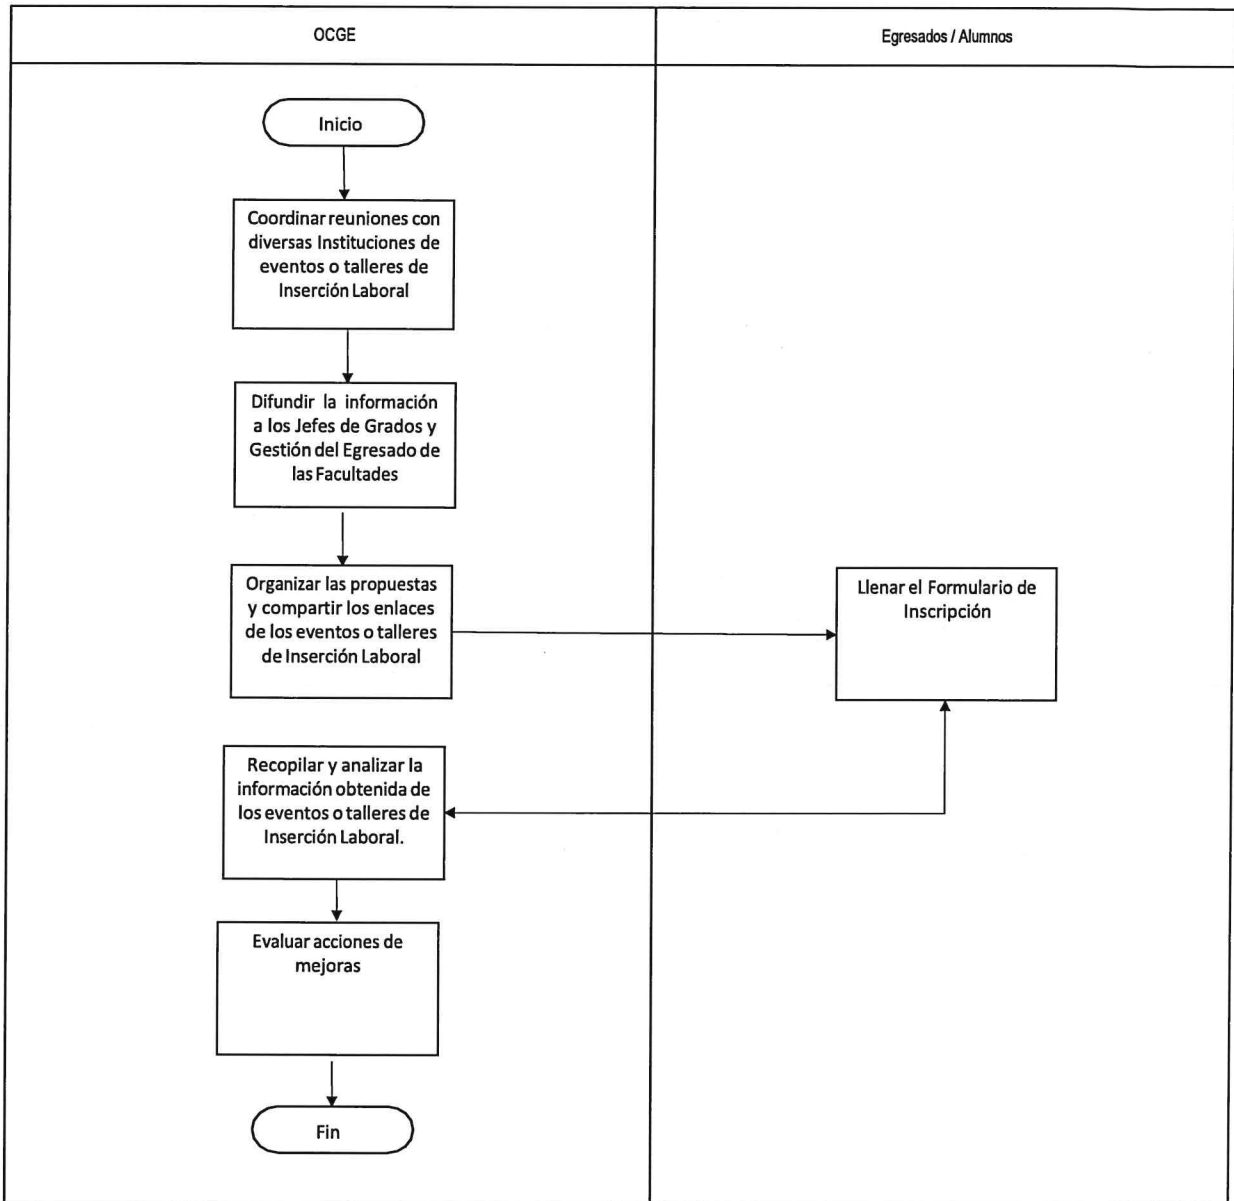 OCGE
Egresados / Alumnos
Inicio
Coordinar reuniones con
diversas Instituciones de
eventos o talleres de
Inserción Laboral
Difundir la información
a los Jefes de Grados y
Gestión del Egresado de
las Facultades
Organizar las propuestas
y compartir los enlaces
de los eventos o talleres
de Inserción Laboral
Llenar el Formulario de
Inscripción
Recopilar y analizar la
información obtenida de
los eventos o talleres de
Inserción Laboral.
Evaluar acciones de
mejoras
Fin